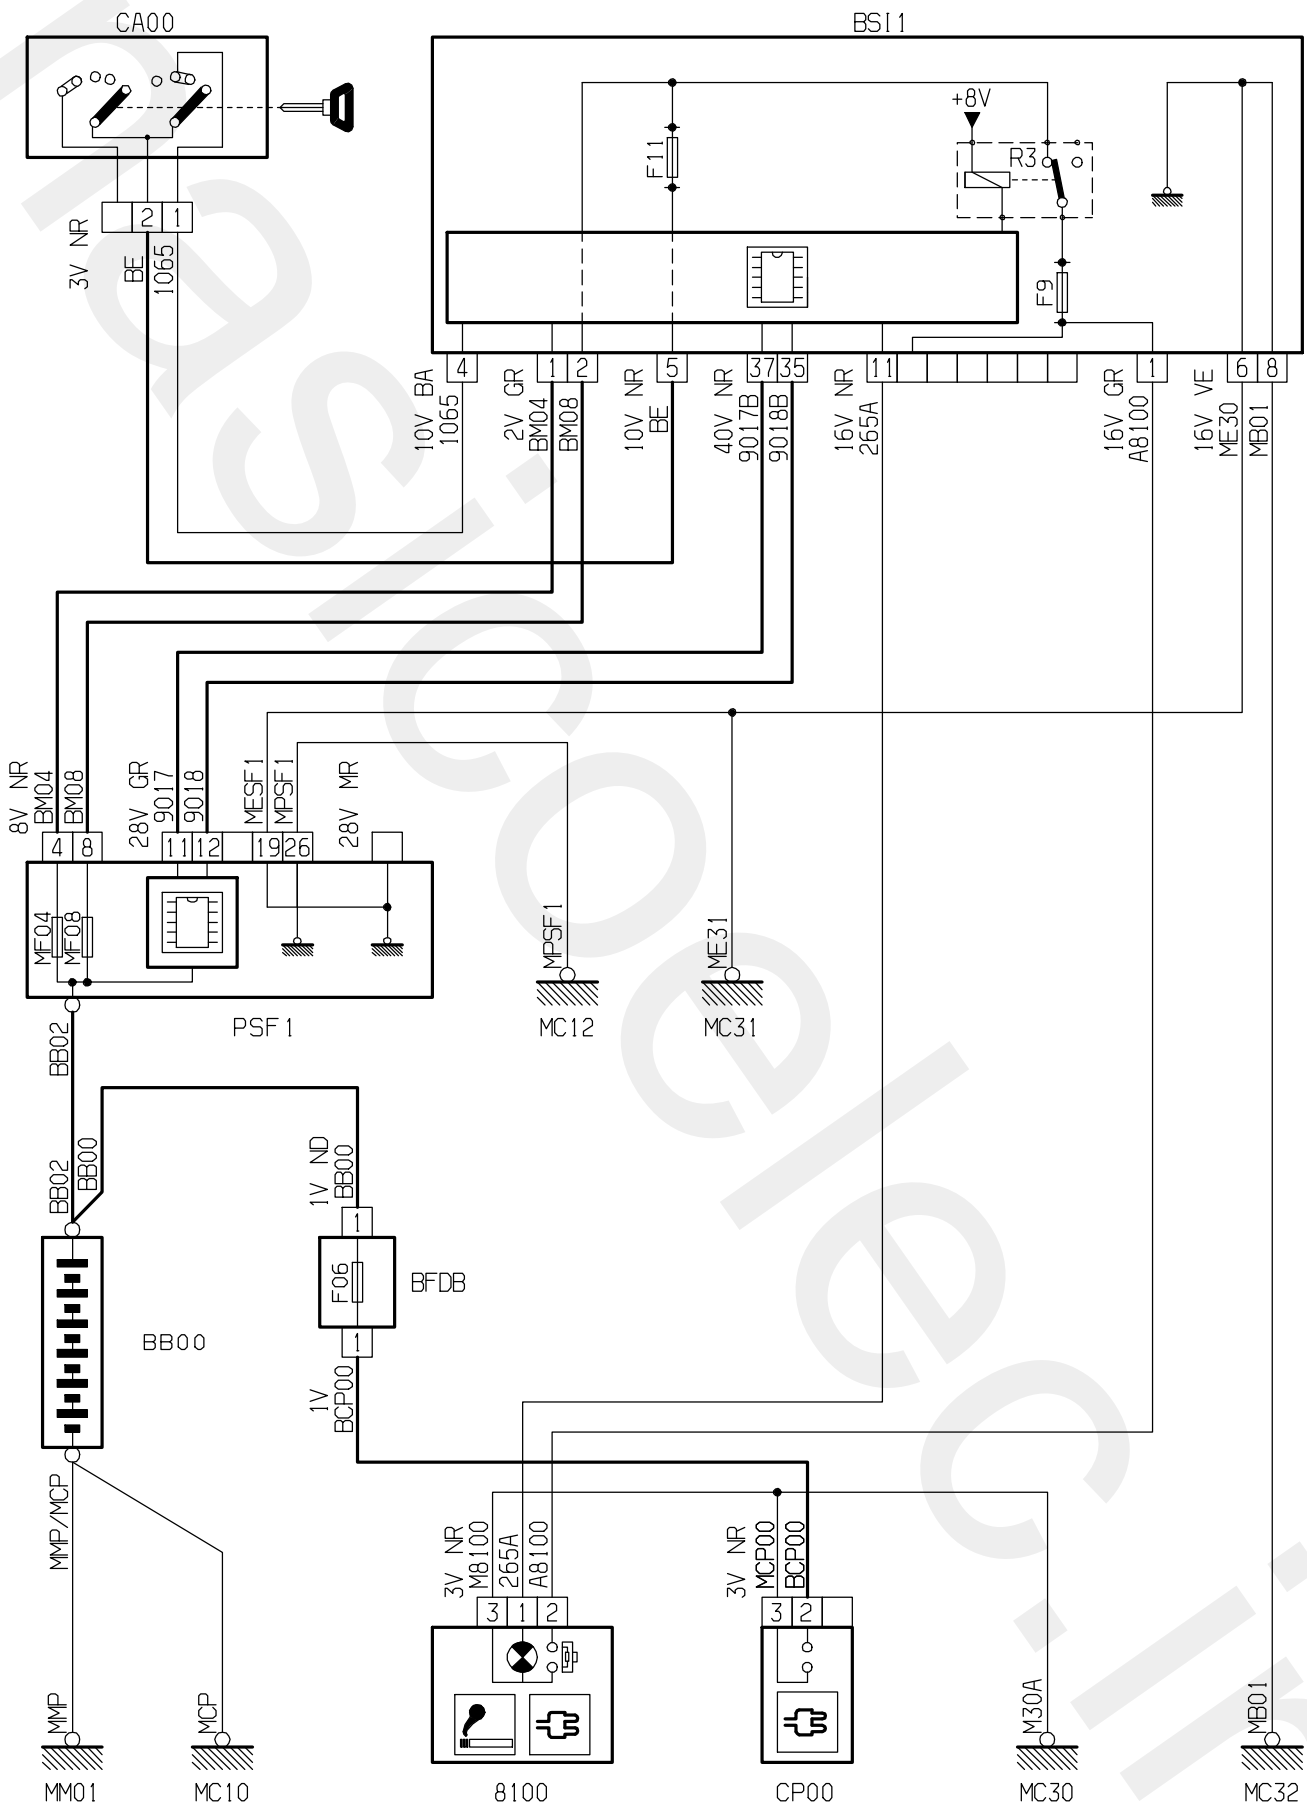 CA00
BSI1
+8V
R3
F11
F9
2
1
3V NR
BE
1065
4
1
2
5
37
35
11
1
6
8
10V BA
1065
2V GR
BM04
BM08
10V NR
BE
40V NR
9017B
9018B
16V NR
265A
16V GR
A8100
16V VE
ME30
MB01
8V NR
BM04
BM08
28V GR
9017
9018
MESF1
MPSF1
28V MR
4
8
11
12
19
26
MF04
MF08
PSF1
MPSF1
MC12
ME31
MC31
BB02
BB02
BB00
1V ND
BB00
1
F06
BFDB
1
1V
BCP00
BB00
MMP/MCP
MMP
MCP
MM01
MC10
3V NR
M8100
265A
A8100
3
1
2
8100
3V NR
MCP00
BCP00
3
2
CP00
M30A
MC30
MB01
MC32